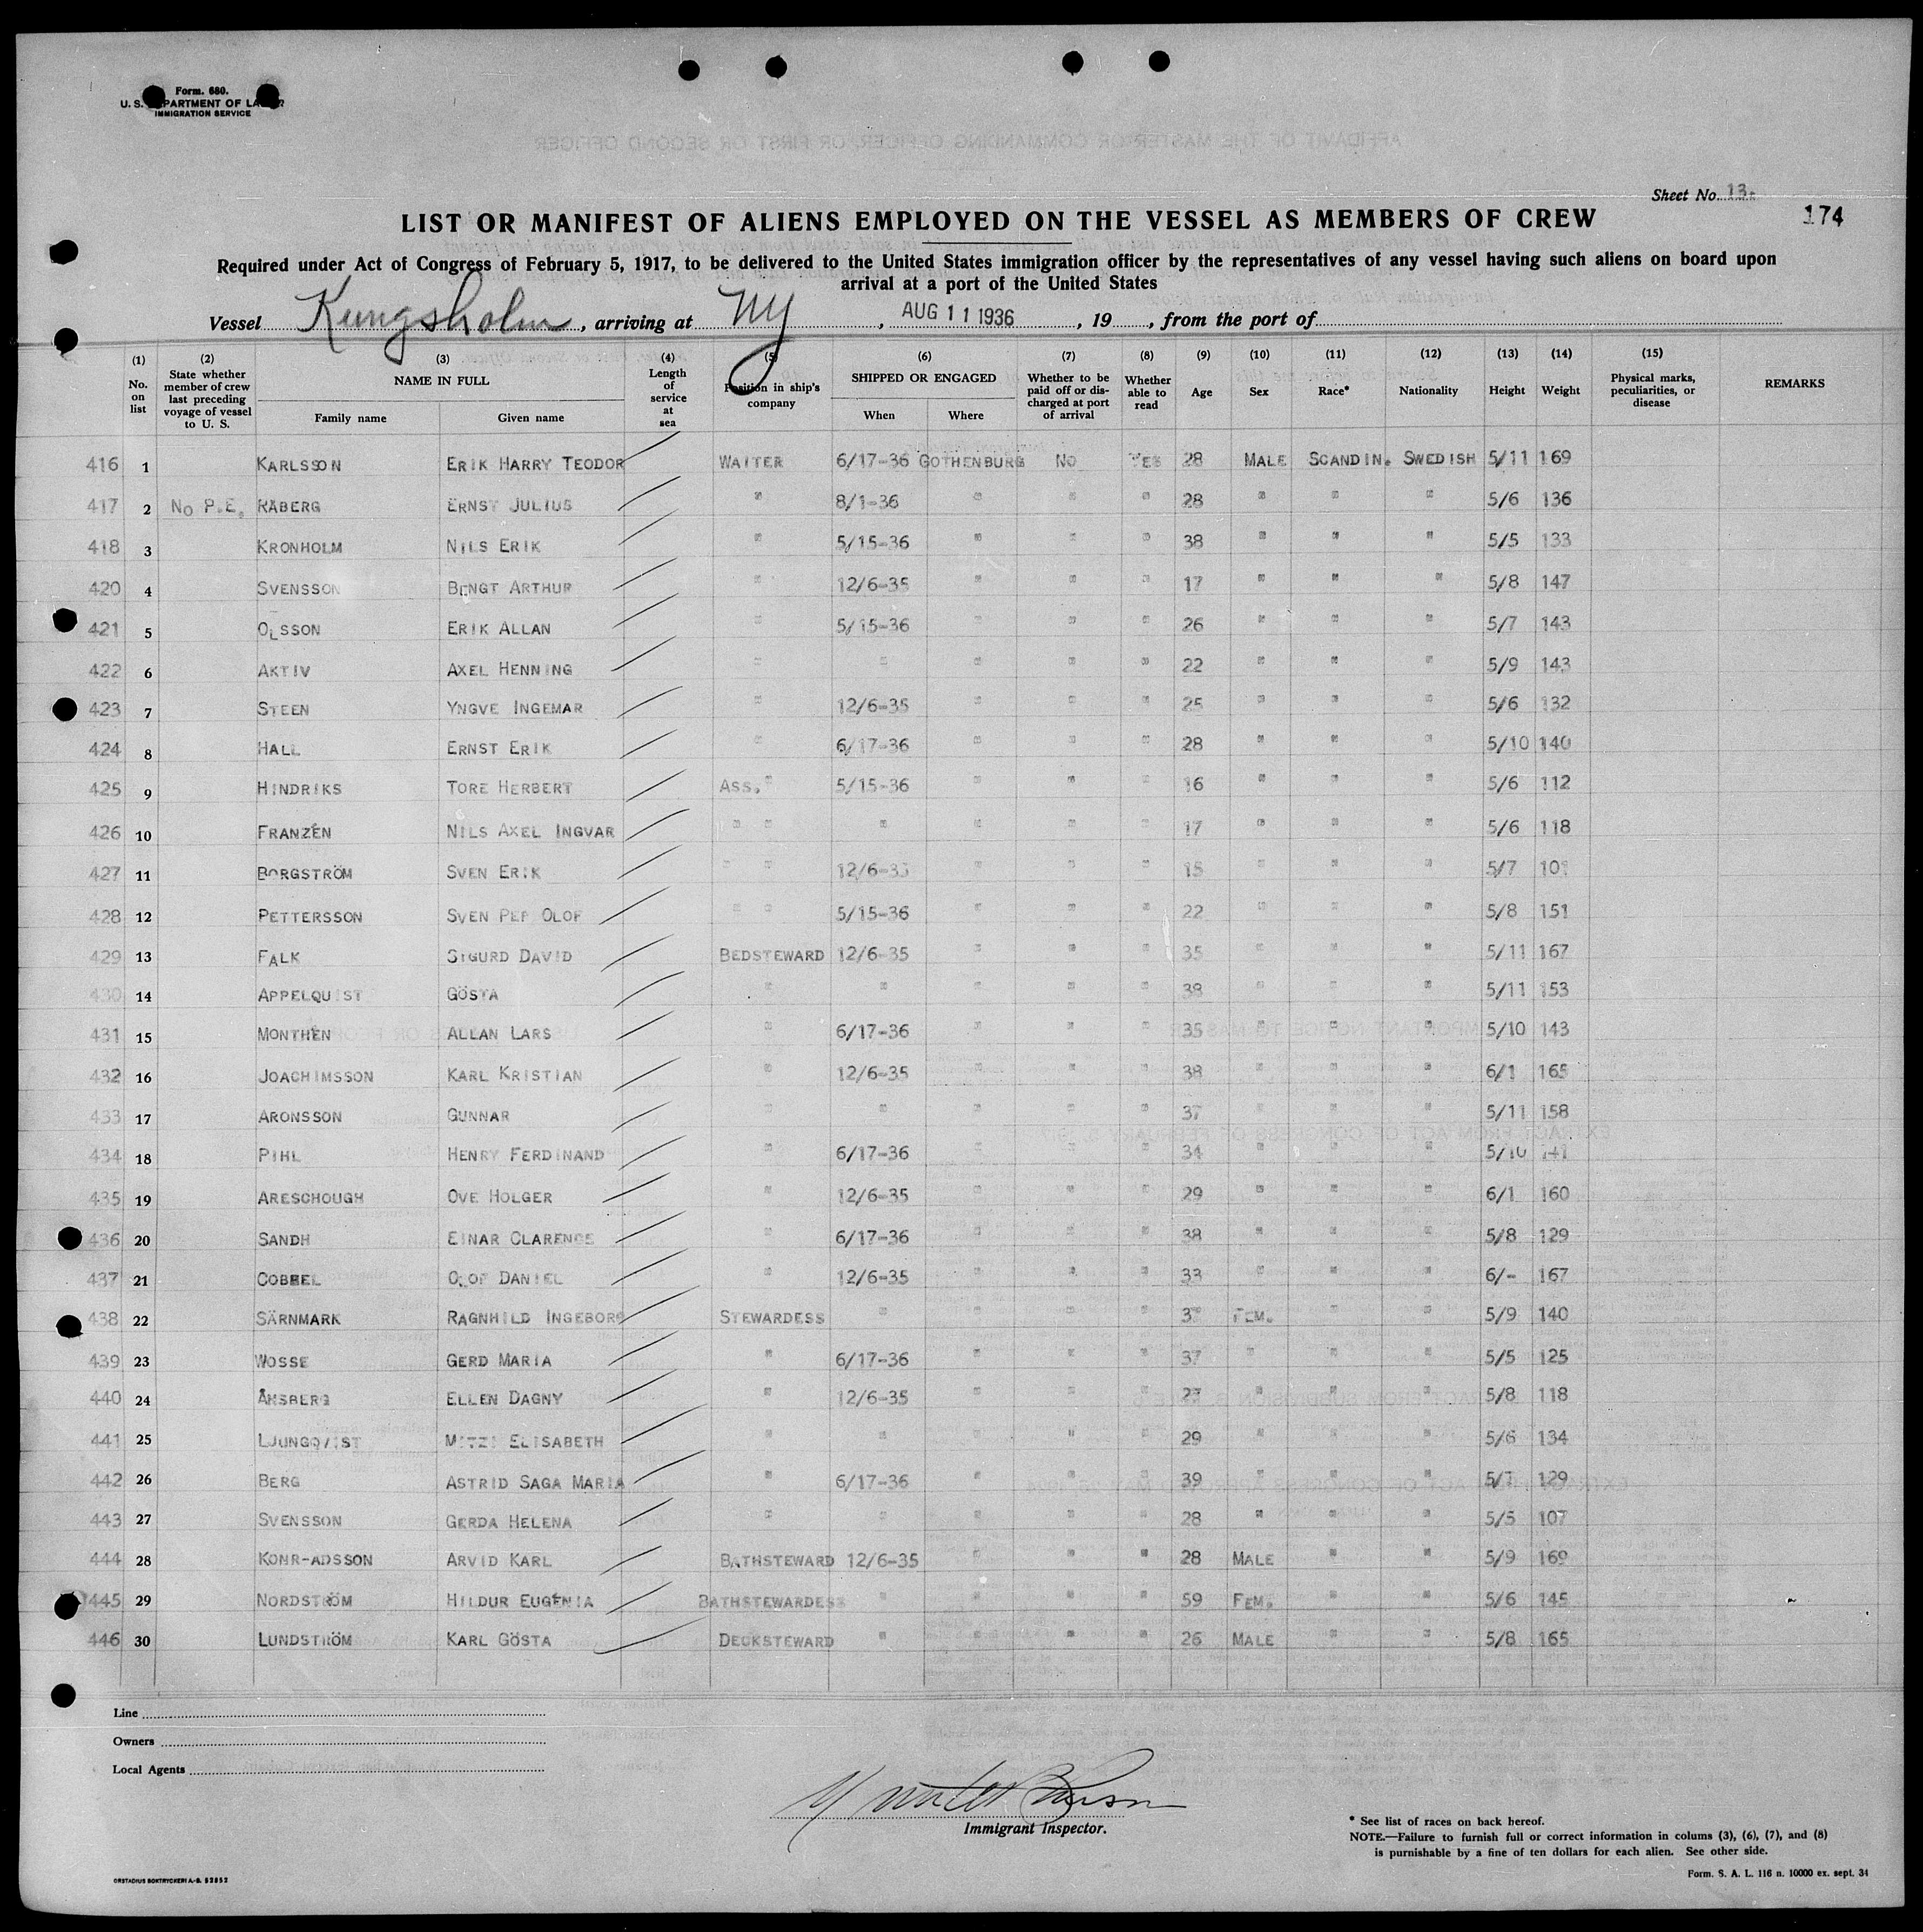 Form. 680.
U. S. DEPARTMENT OF LABOR
IMMIGRATION SERVICE
Sheet No. 13
174
LIST OR MANIFEST OF ALIENS EMPLOYED ON THE VESSEL AS MEMBERS OF CREW
Required under Act of Congress of February 5, 1917, to be delivered to the United States immigration officer by the representatives of any vessel having such aliens on board upon
arrival at a port of the United States
Vessel Kungsholm, arriving at NY, AUG 11 1936, 19, from the port of
(1) (2) (3) (4) (5) (6) (7) (8) (9) (10) (11) (12) (13) (14) (15)
No. on list | State whether member of crew last preceding voyage of vessel to U. S. | NAME IN FULL | Family name | Given name | Length of service at sea | Position in ship's company | SHIPPED OR ENGAGED | When | Where | Whether to be paid off or discharged at port of arrival | Whether able to read | Age | Sex | Race* | Nationality | Height | Weight | Physical marks, peculiarities, or disease | REMARKS
416 1 KARLSSON ERIK HARRY TEODOR WAITER 6/17-36 GOTHENBURG NO YES 28 MALE SCANDIN. SWEDISH 5/11 169
417 2 No P.E. RÄBERG ERNST JULIUS " 8/1-36 " " " 28 " " " 5/6 136
418 3 KRONHOLM NILS ERIK " 5/15-36 " " " 38 " " " 5/5 133
420 4 SVENSSON BENGT ARTHUR " 12/6-35 " " " 17 " " " 5/8 147
421 5 OLSSON ERIK ALLAN " 5/15-36 " " " 26 " " " 5/7 143
422 6 AKTIV AXEL HENNING " " " " " 22 " " " 5/9 143
423 7 STEEN YNGVE INGEMAR " 12/6-35 " " " 25 " " " 5/6 132
424 8 HALL ERNST ERIK " 6/17-36 " " " 28 " " " 5/10 140
425 9 HINDRIKS TORE HERBERT ASS. " 5/15-36 " " " 16 " " " 5/6 112
426 10 FRANZÉN NILS AXEL INGVAR " " " " " " 17 " " " 5/6 118
427 11 BORGSTRÖM SVEN ERIK " " 12/6-35 " " " 15 " " " 5/7 101
428 12 PETTERSSON SVEN PER OLOF " " 5/15-36 " " " 22 " " " 5/8 151
429 13 FALK SIGURD DAVID BEDSTEWARD 12/6-35 " " " 35 " " " 5/11 167
430 14 APPELQUIST GÖSTA " " " " " 38 " " " 5/11 153
431 15 MONTHÉN ALLAN LARS " 6/17-36 " " " 35 " " " 5/10 143
432 16 JOACHIMSSON KARL KRISTIAN " 12/6-35 " " " 38 " " " 6/1 165
433 17 ARONSSON GUNNAR " " " " " 37 " " " 5/11 158
434 18 PIHL HENRY FERDINAND " 6/17-36 " " " 34 " " " 5/10 141
435 19 ARESCHOUGH OVE HOLGER " 12/6-35 " " " 29 " " " 6/1 160
436 20 SANDH EINAR CLARENCE " 6/17-36 " " " 38 " " " 5/8 129
437 21 COBBEL OLOF DANIEL " 12/6-35 " " " 33 " " " 6/- 167
438 22 SÄRNMARK RAGNHILD INGEBORG STEWARDESS " " " " 37 FEM. " " 5/9 140
439 23 WOSSE GERD MARIA " 6/17-36 " " " 37 " " " 5/5 125
440 24 ÅMSBERG ELLEN DAGNY " 12/6-35 " " " 27 " " " 5/8 118
441 25 LJUNGQVIST MITZI ELISABETH " " " " " 29 " " " 5/6 134
442 26 BERG ASTRID SAGA MARIA " 6/17-36 " " " 39 " " " 5/7 129
443 27 SVENSSON GERDA HELENA " " " " " 28 " " " 5/5 107
444 28 KONR-ADSSON ARVID KARL BATHSTEWARD 12/6-35 " " " 28 MALE " " 5/9 169
445 29 NORDSTRÖM HILDUR EUGÉNIA BATHSTEWARDESS " " " " 59 FEM. " " 5/6 145
446 30 LUNDSTRÖM KARL GÖSTA DECKSTEWARD " " " " 26 MALE " " 5/8 165
Line
Owners
Local Agents
Immigrant Inspector.
* See list of races on back hereof.
NOTE.—Failure to furnish full or correct information in colums (3), (6), (7), and (8)
is purnishable by a fine of ten dollars for each alien. See other side.
ORSTADIUS BOKTRYCKERI A.-B. 52852
Form. S. A. L. 116 n. 10000 ex. sept. 34